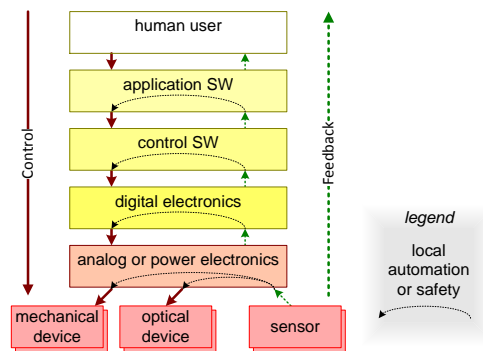 human user
application SW
control SW
digital electronics
analog or power electronics
mechanical
device
optical
device
sensor
Control
Feedback
legend
local
automation
or safety